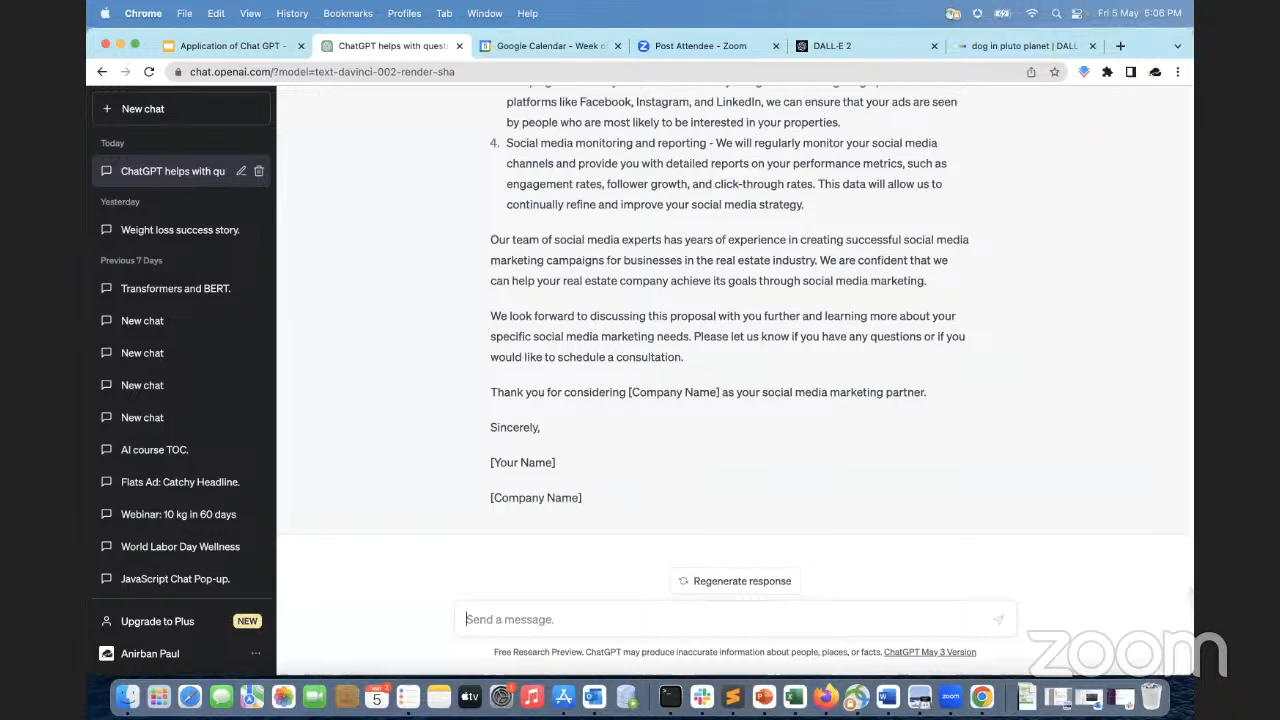 Chrome File Edit View History Bookmarks Profiles Tab Window Help Fri 5 May 5:06 PM
Application of Chat GPT - ChatGPT helps with quest Google Calendar - Week of Post Attendee - Zoom DALL·E 2 dog in pluto planet | DALL
chat.openai.com/?model=text-davinci-002-render-sha
New chat
Today
ChatGPT helps with qu
Yesterday
Weight loss success story.
Previous 7 Days
Transformers and BERT.
New chat
New chat
New chat
New chat
AI course TOC.
Flats Ad: Catchy Headline.
Webinar: 10 kg in 60 days
World Labor Day Wellness
JavaScript Chat Pop-up.
Upgrade to Plus NEW
Anirban Paul
platforms like Facebook, Instagram, and LinkedIn, we can ensure that your ads are seen
by people who are most likely to be interested in your properties.
4. Social media monitoring and reporting - We will regularly monitor your social media
channels and provide you with detailed reports on your performance metrics, such as
engagement rates, follower growth, and click-through rates. This data will allow us to
continually refine and improve your social media strategy.
Our team of social media experts has years of experience in creating successful social media
marketing campaigns for businesses in the real estate industry. We are confident that we
can help your real estate company achieve its goals through social media marketing.
We look forward to discussing this proposal with you further and learning more about your
specific social media marketing needs. Please let us know if you have any questions or if you
would like to schedule a consultation.
Thank you for considering [Company Name] as your social media marketing partner.
Sincerely,
[Your Name]
[Company Name]
Regenerate response
Send a message.
Free Research Preview. ChatGPT may produce inaccurate information about people, places, or facts. ChatGPT May 3 Version
zoom
MAY
5
tv
zoom